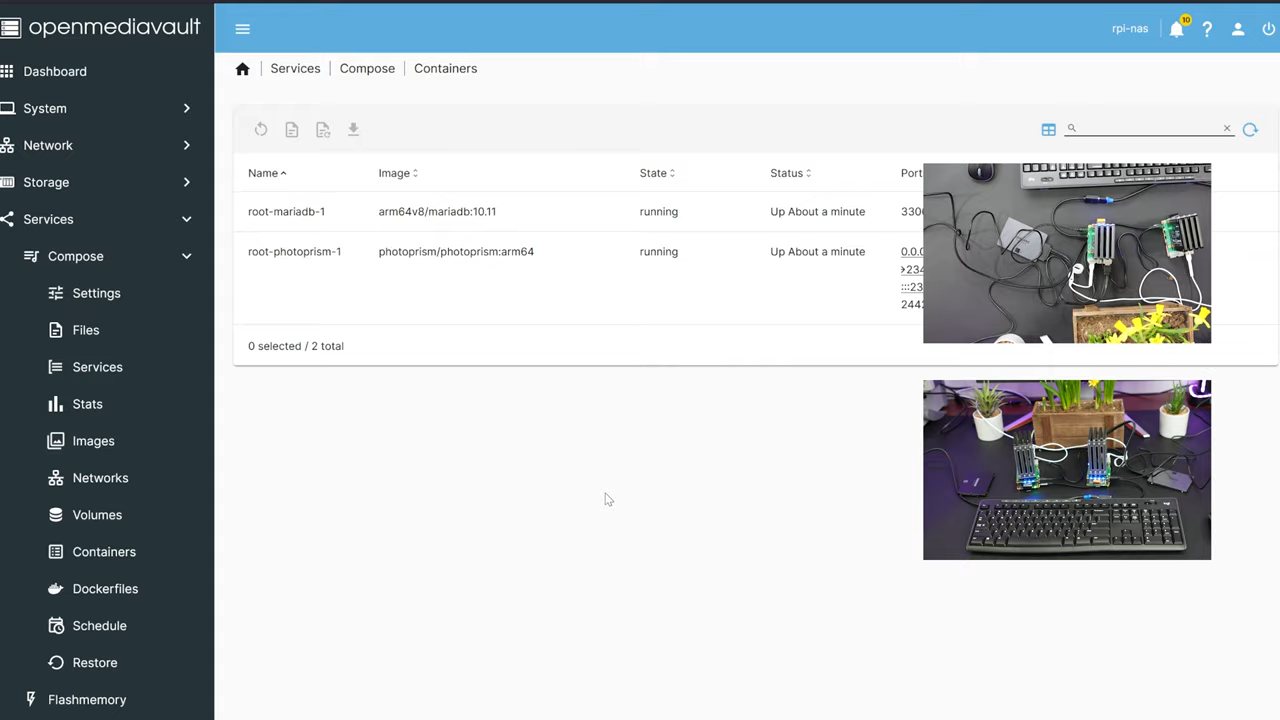 openmediavault
rpi-nas
10
Dashboard
System
Network
Storage
Services
Compose
Settings
Files
Services
Stats
Images
Networks
Volumes
Containers
Dockerfiles
Schedule
Restore
Flashmemory
Services | Compose | Containers
Name Image State Status
root-mariadb-1 arm64v8/mariadb:10.11 running Up About a minute
root-photoprism-1 photoprism/photoprism:arm64 running Up About a minute
0 selected / 2 total